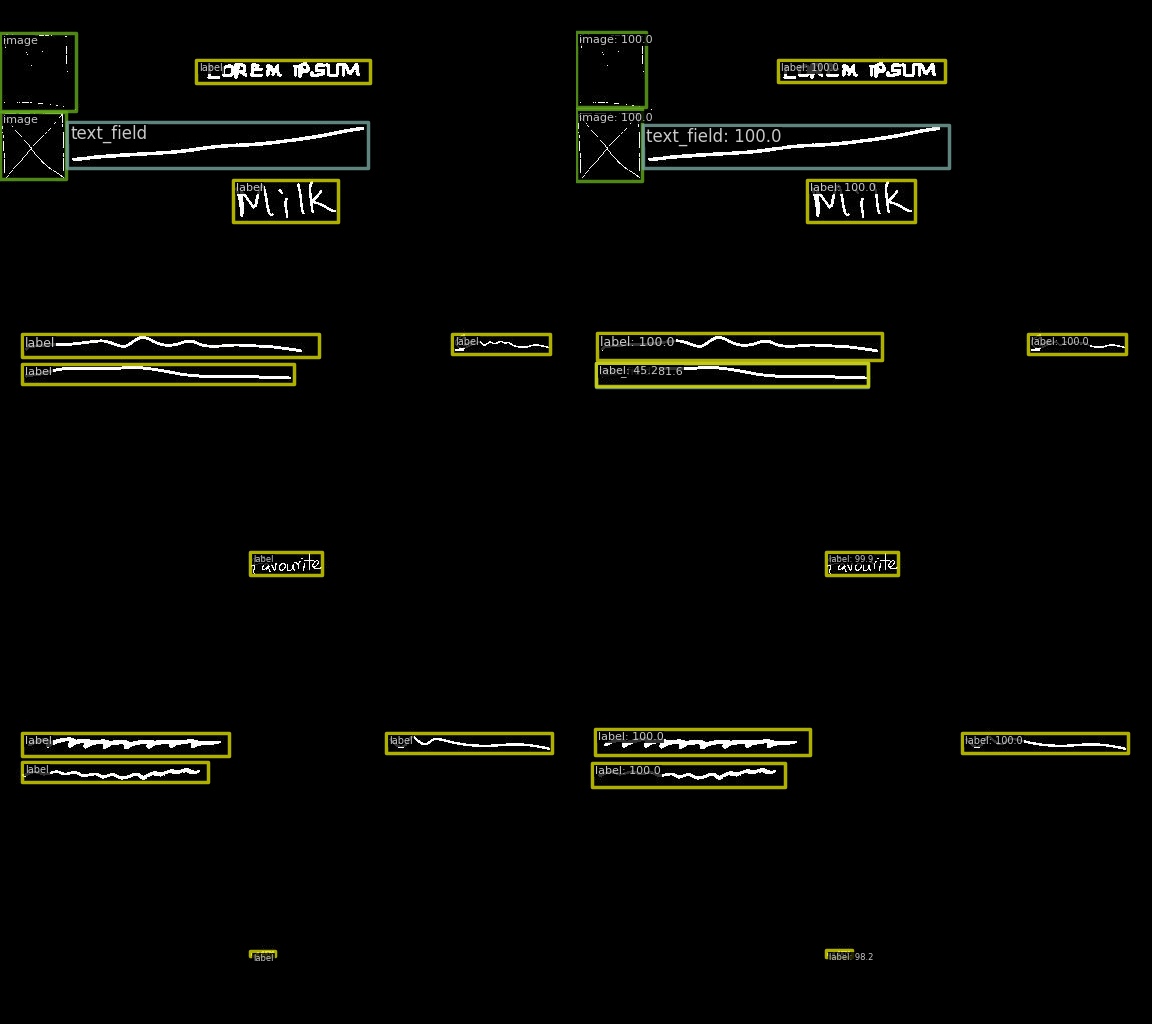 image image: 100.0
label LOREM IPSUM label: 100.0 LOREM IPSUM
image image: 100.0
text_field text_field: 100.0
label Milk label: 100.0 Milk
label label label: 100.0 label: 100.0
label label: 45.2 81.6
label Favourite label: 99.9 Favourite
label label label: 100.0 label: 100.0
label label: 100.0
label label: 98.2